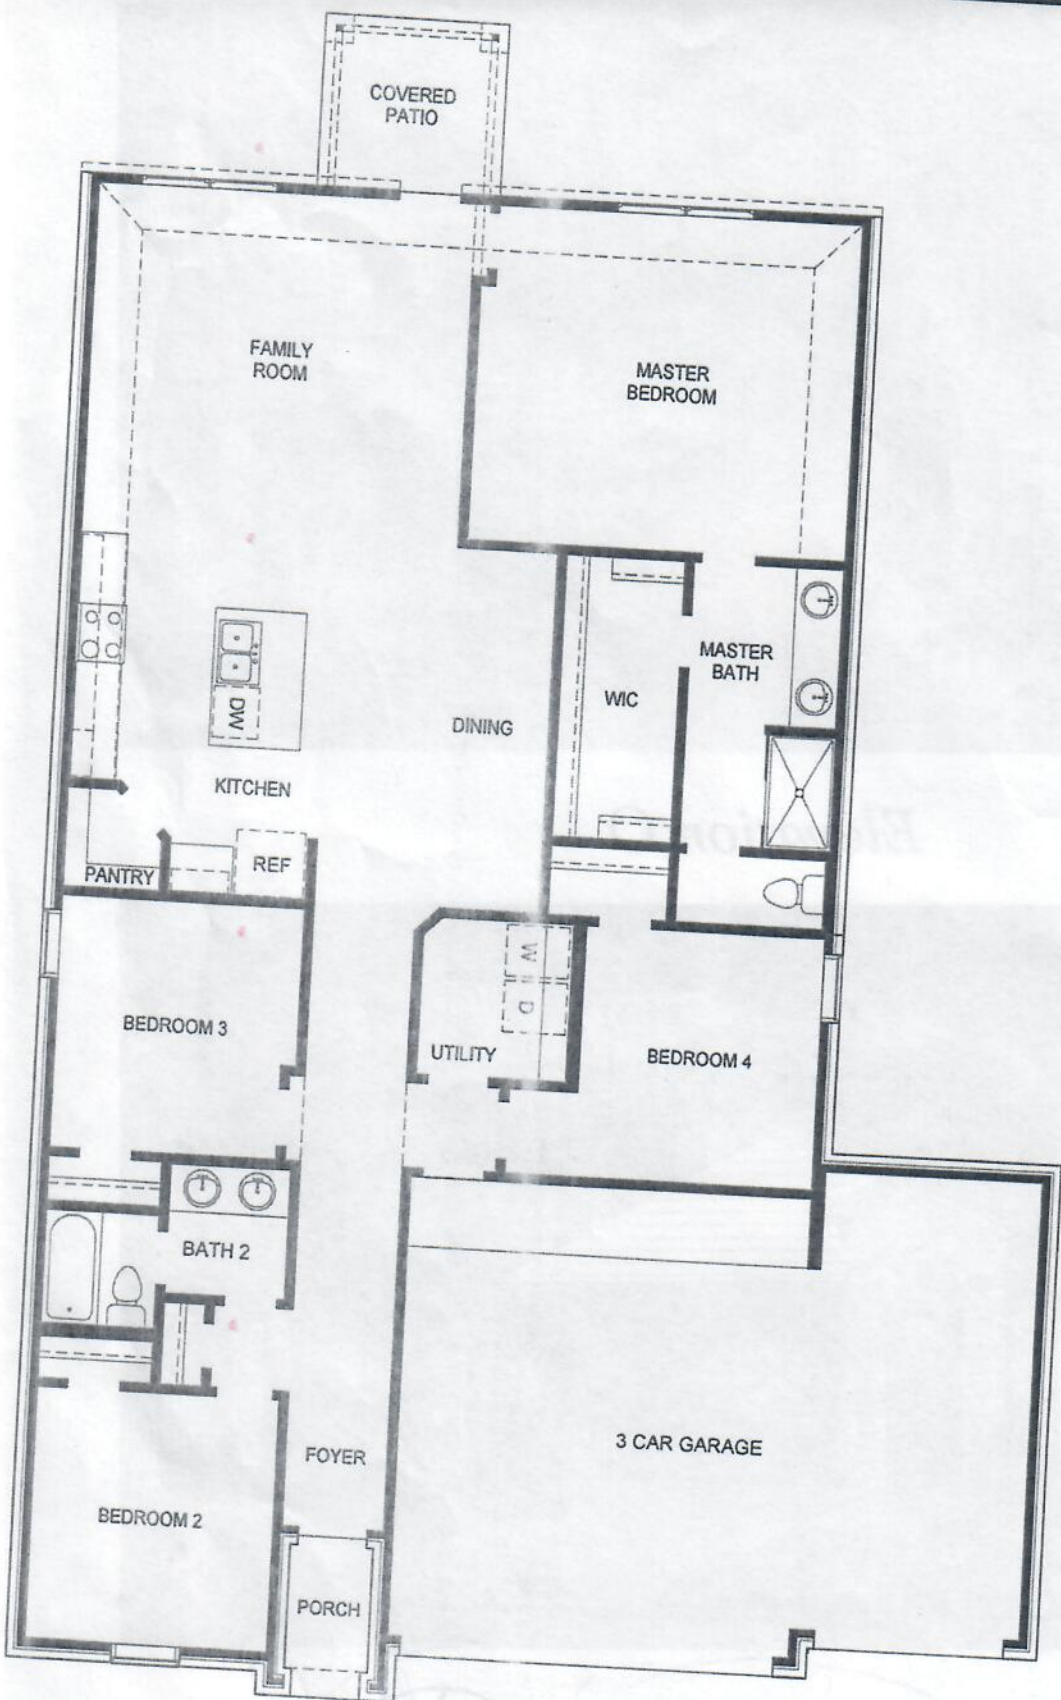 COVERED
PATIO
FAMILY
ROOM
MASTER
BEDROOM
MASTER
BATH
WIC
DW
DINING
KITCHEN
REF
PANTRY
W
D
BEDROOM 3
UTILITY
BEDROOM 4
BATH 2
FOYER
3 CAR GARAGE
BEDROOM 2
PORCH